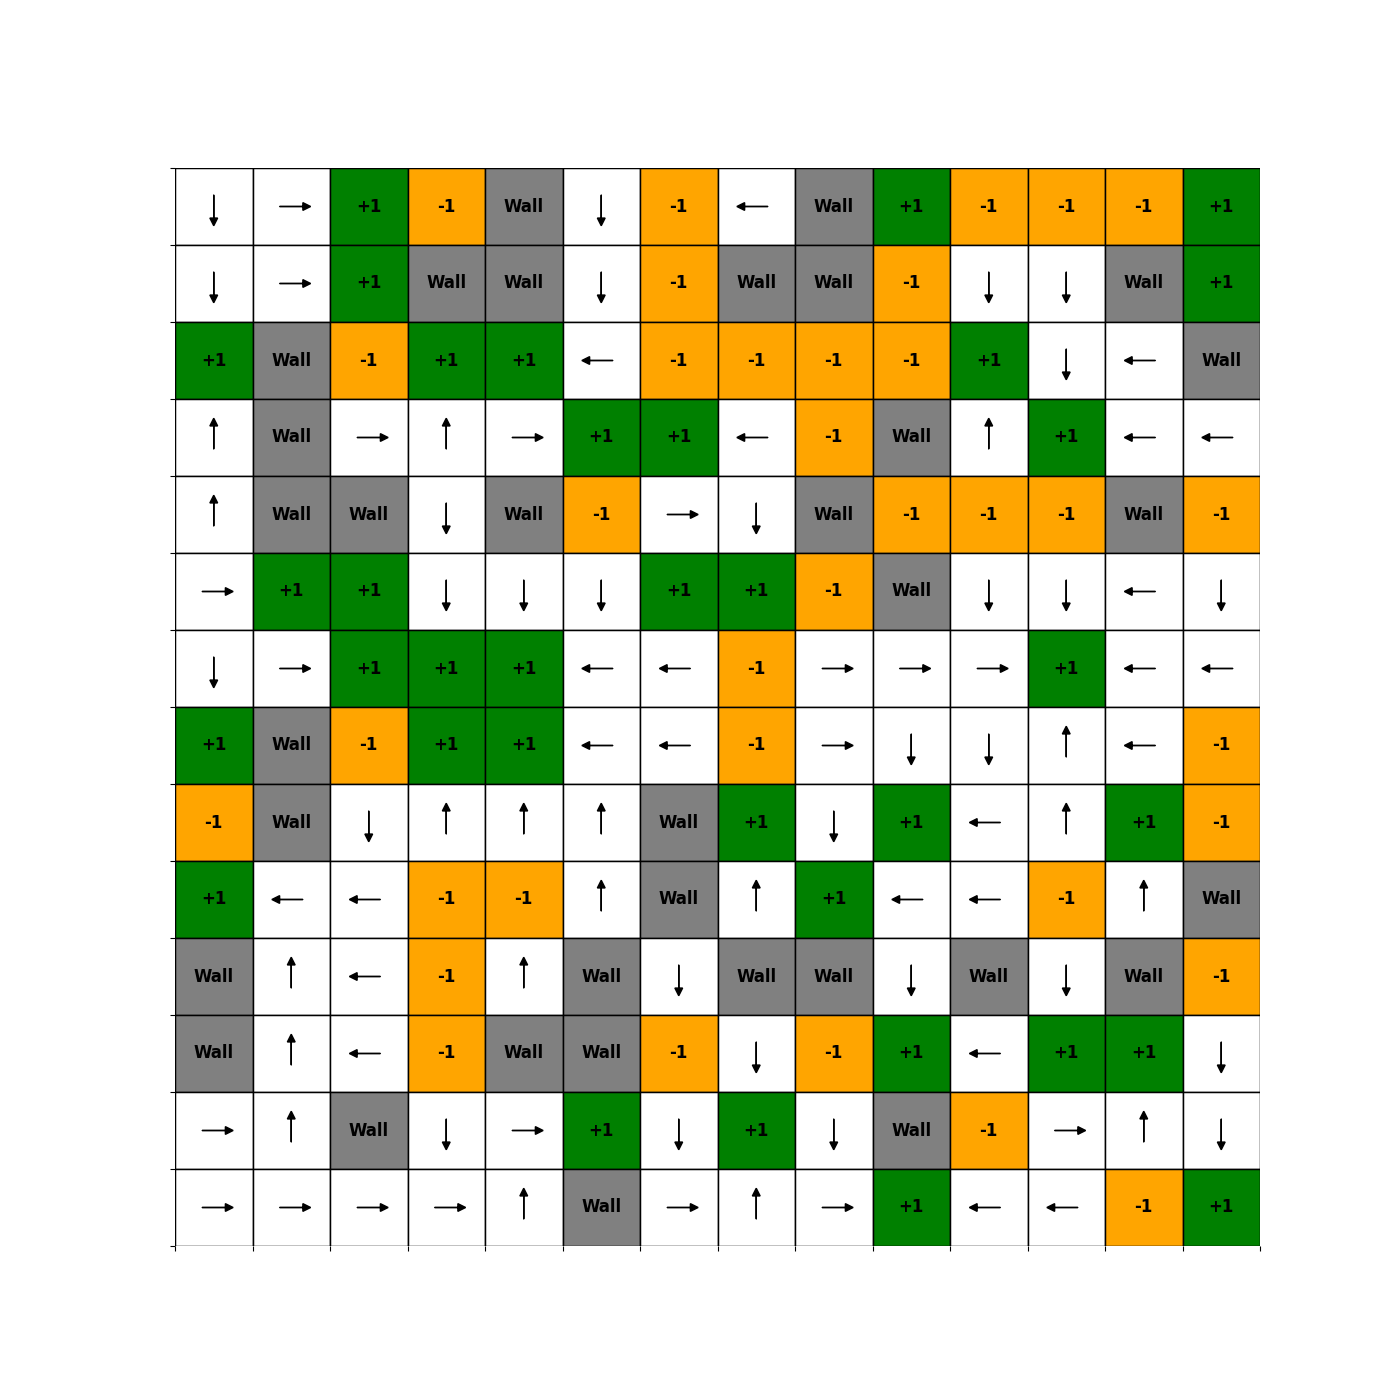 ↓ → +1 -1 Wall ↓ -1 ← Wall +1 -1 -1 -1 +1
↓ → +1 Wall Wall ↓ -1 Wall Wall -1 ↓ ↓ Wall +1
+1 Wall -1 +1 +1 ← -1 -1 -1 -1 +1 ↓ ← Wall
↑ Wall → ↑ → +1 +1 ← -1 Wall ↑ +1 ← ←
↑ Wall Wall ↓ Wall -1 → ↓ Wall -1 -1 -1 Wall -1
→ +1 +1 ↓ ↓ ↓ +1 +1 -1 Wall ↓ ↓ ← ↓
↓ → +1 +1 +1 ← ← -1 → → → +1 ← ←
+1 Wall -1 +1 +1 ← ← -1 → ↓ ↓ ↑ ← -1
-1 Wall ↓ ↑ ↑ ↑ Wall +1 ↓ +1 ← ↑ +1 -1
+1 ← ← -1 -1 ↑ Wall ↑ +1 ← ← -1 ↑ Wall
Wall ↑ ← -1 ↑ Wall ↓ Wall Wall ↓ Wall ↓ Wall -1
Wall ↑ ← -1 Wall Wall -1 ↓ -1 +1 ← +1 +1 ↓
→ ↑ Wall ↓ → +1 ↓ +1 ↓ Wall -1 → ↑ ↓
→ → → → ↑ Wall → ↑ → +1 ← ← -1 +1